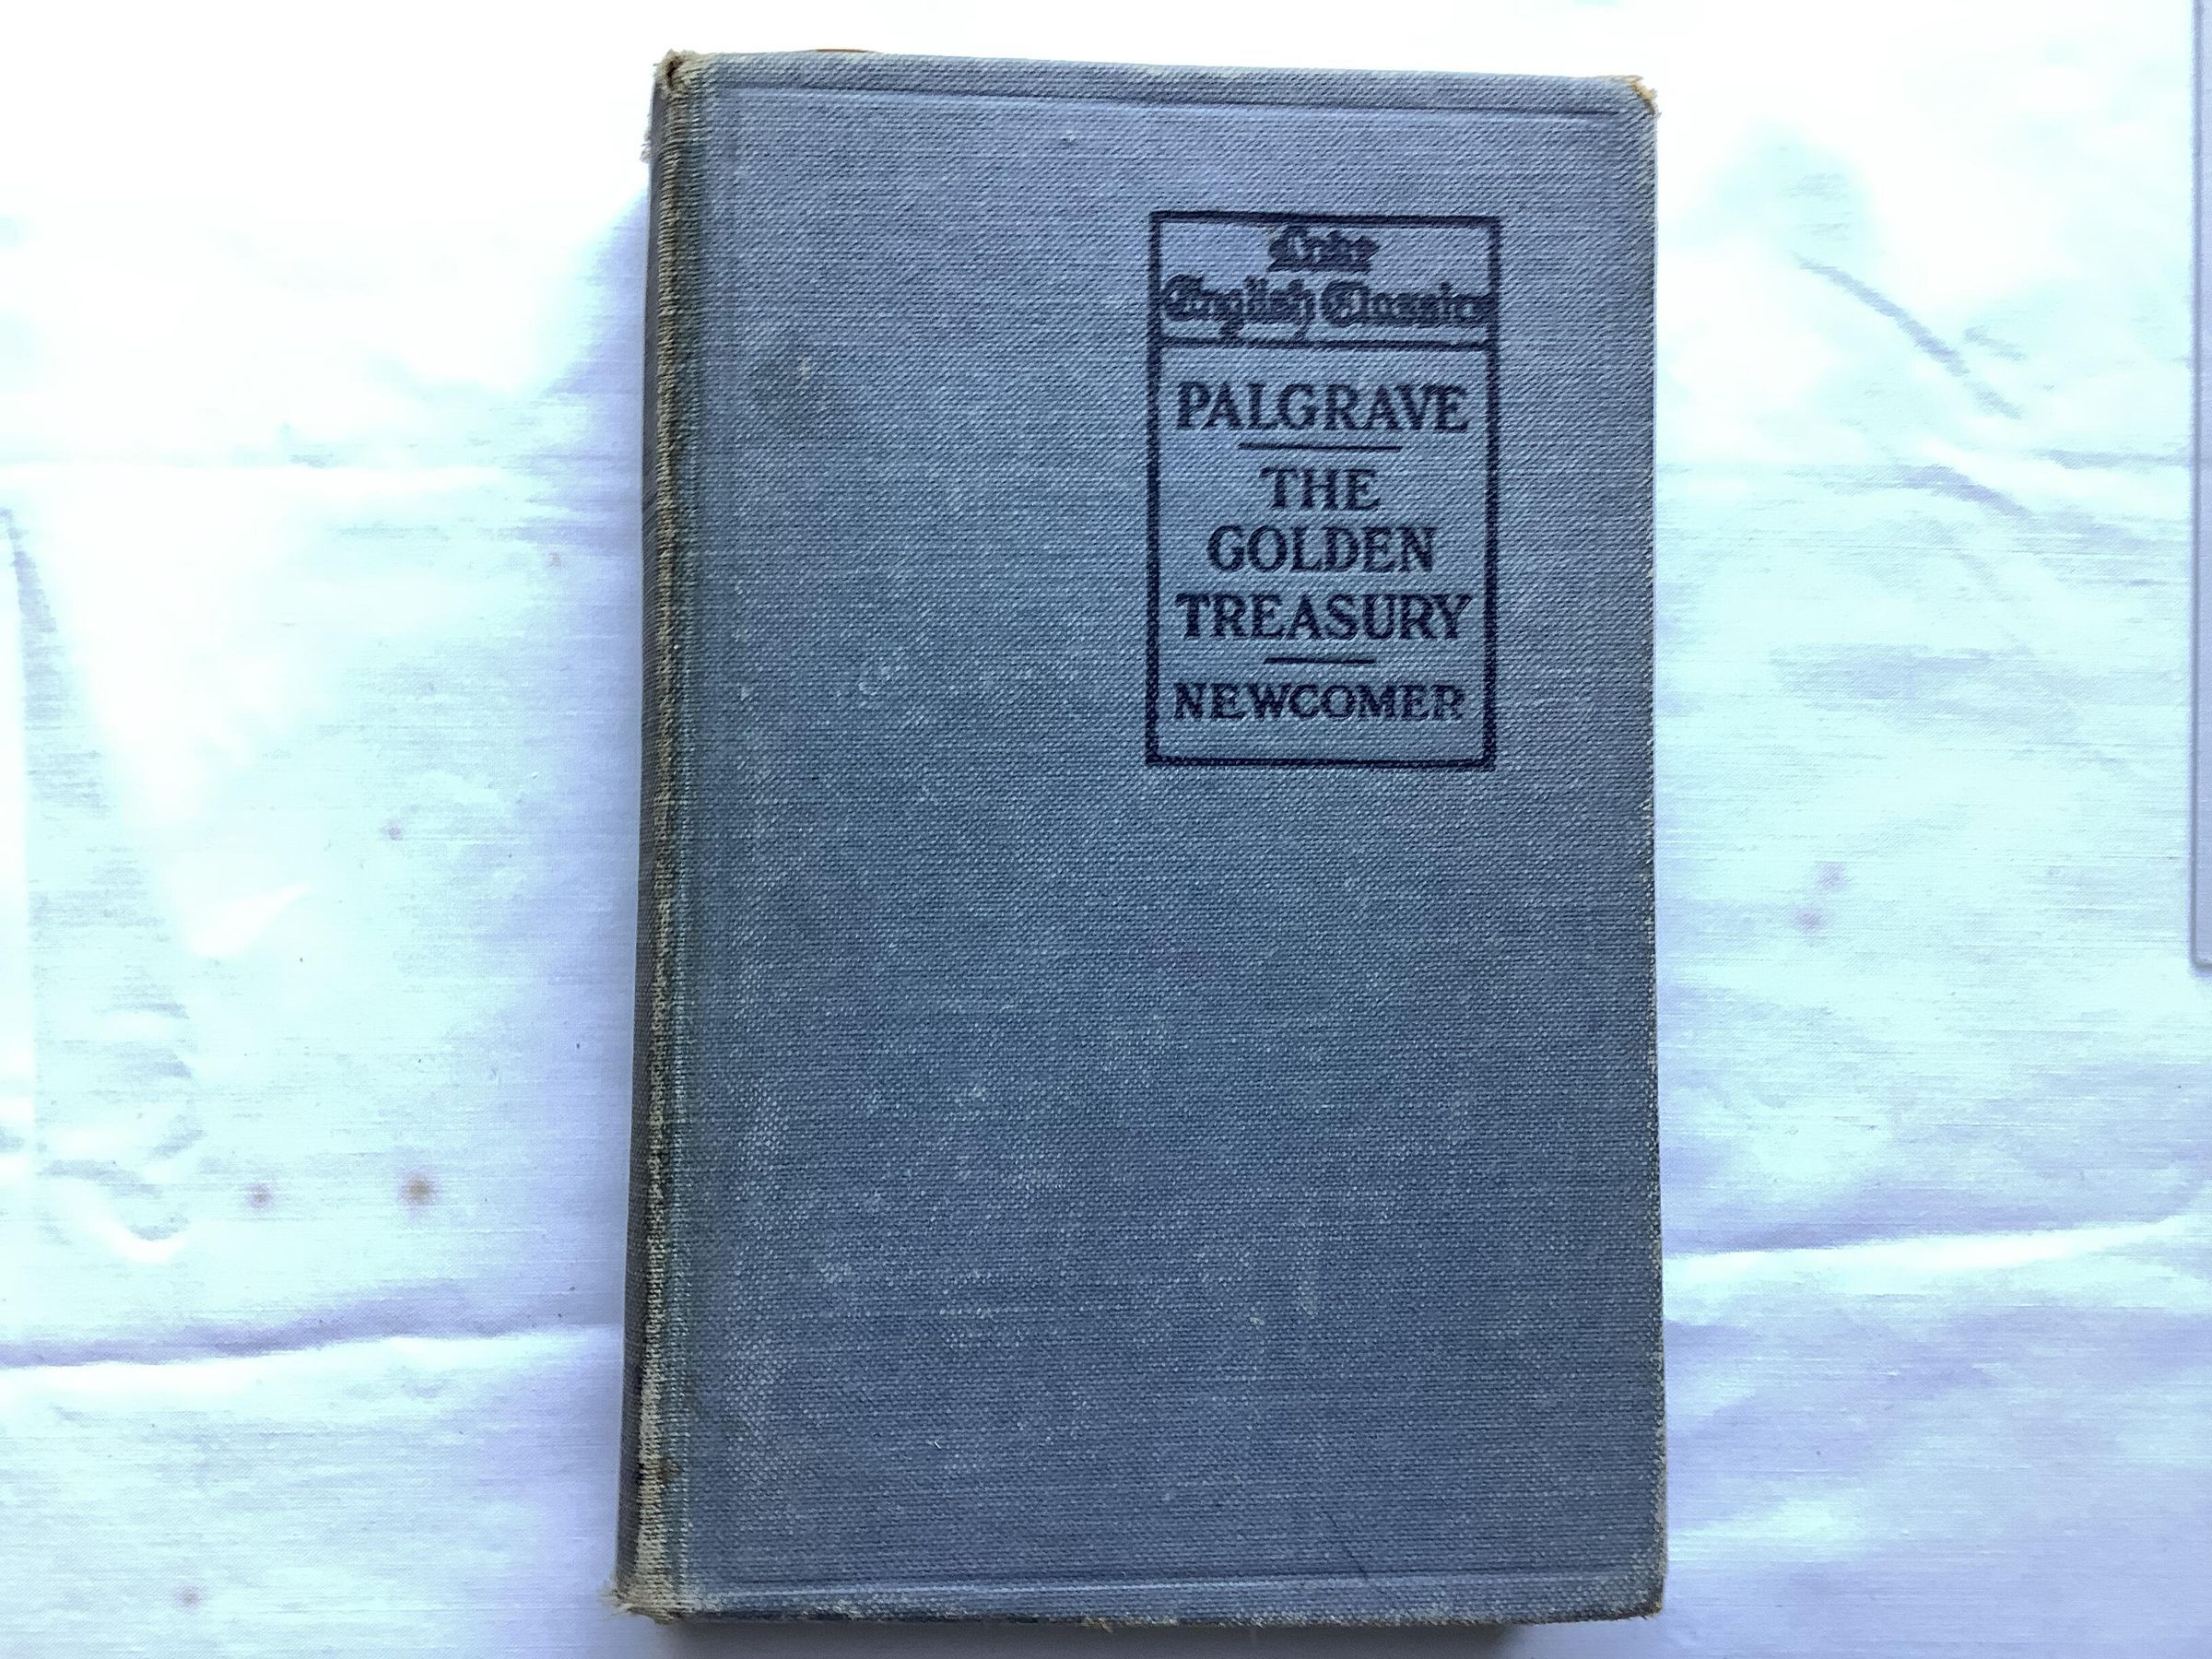 Lake
English Classics
PALGRAVE
THE
GOLDEN
TREASURY
NEWCOMER